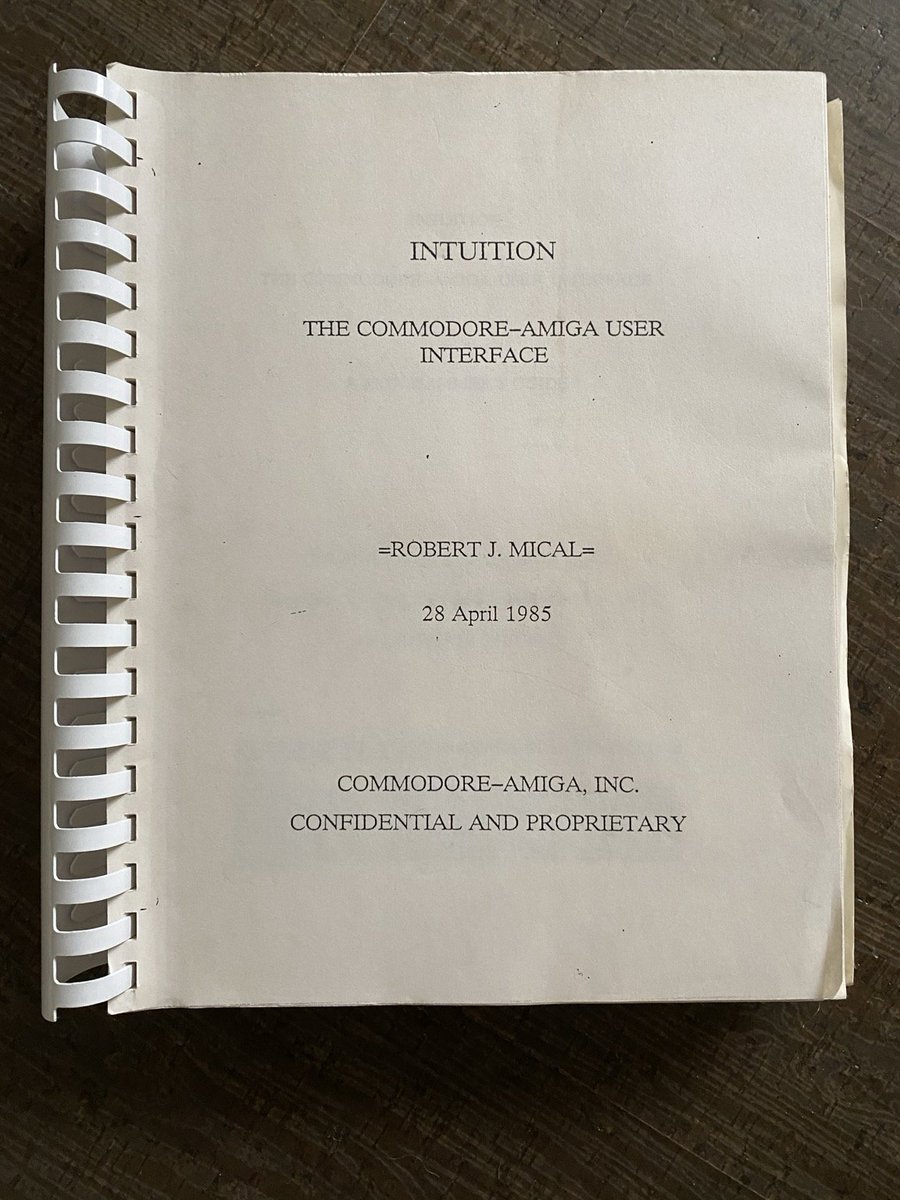 INTUITION
THE COMMODORE–AMIGA USER
INTERFACE
=ROBERT J. MICAL=
28 April 1985
COMMODORE–AMIGA, INC.
CONFIDENTIAL AND PROPRIETARY